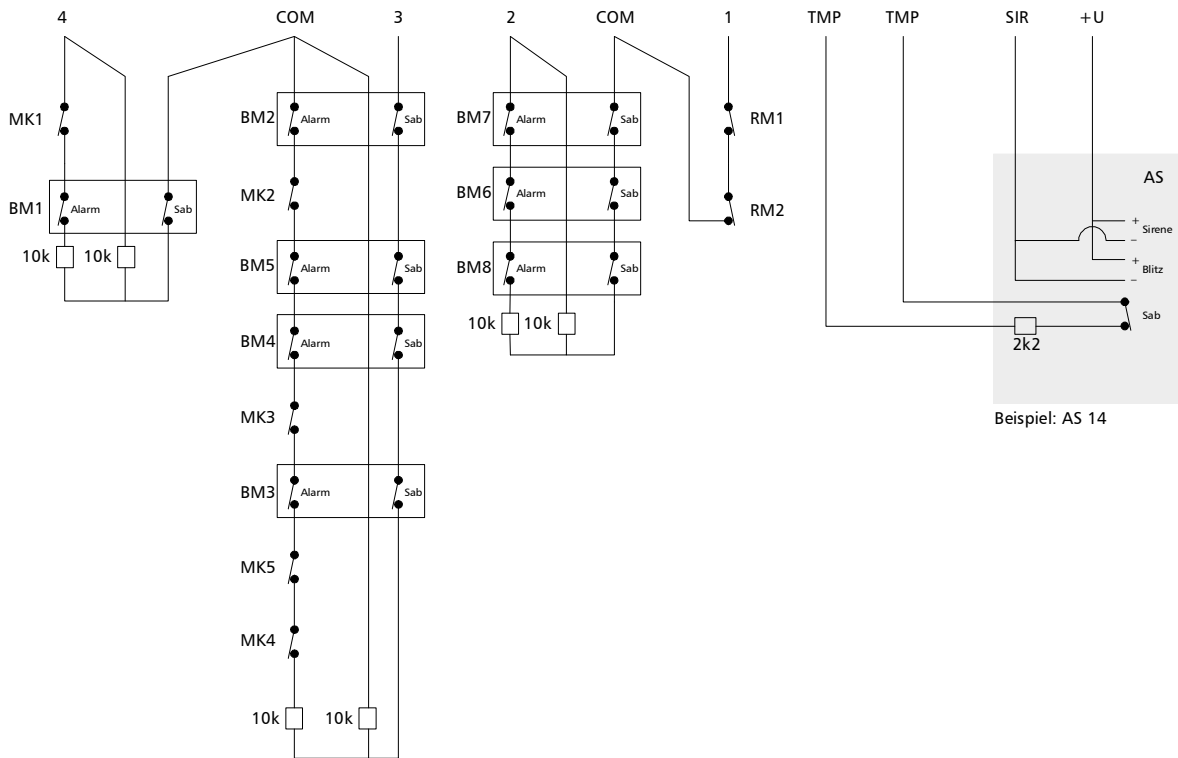 4 COM 3 2 COM 1 TMP TMP SIR +U
MK1
BM2 Alarm Sab
BM7 Alarm Sab
RM1
AS
BM1 Alarm Sab
MK2
BM6 Alarm Sab
RM2
+ Sirene
−
+ Blitz
−
10k 10k
BM5 Alarm Sab
BM8 Alarm Sab
Sab
10k 10k
2k2
BM4 Alarm Sab
MK3
Beispiel: AS 14
BM3 Alarm Sab
MK5
MK4
10k 10k